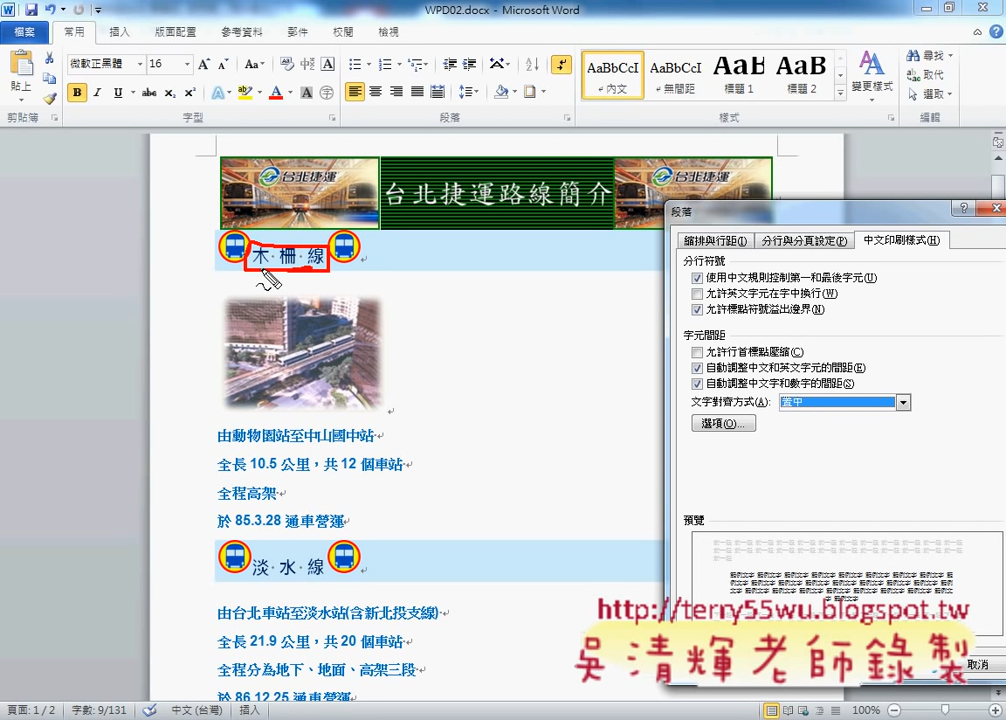 WPD02.docx - Microsoft Word
檔案 常用 插入 版面配置 參考資料 郵件 校閱 檢視
貼上
微軟正黑體 16
剪貼簿 字型 段落 樣式 編輯
AaBbCcI AaBbCcI AaBl AaB
內文 無間距 標題 1 標題 2
變更樣式
尋找
取代
選取
台北捷運 台北捷運路線簡介 台北捷運
木 柵 線
由動物園站至中山國中站
全長 10.5 公里，共 12 個車站
全程高架
於 85.3.28 通車營運
淡 水 線
由台北車站至淡水站(含新北投支線)
全長 21.9 公里，共 20 個車站
全程分為地下、地面、高架三段
於 86.12.25 通車營運
段落
縮排與行距(I) 分行與分頁設定(P) 中文印刷樣式(H)
分行符號
使用中文規則控制第一和最後字元(U)
允許英文字元在字中換行(W)
允許標點符號溢出邊界(N)
字元間距
允許行首標點壓縮(C)
自動調整中文和英文字元的間距(E)
自動調整中文字和數字的間距(S)
文字對齊方式(A): 置中
選項(O)...
預覽
取消
http://terry55wu.blogspot.tw
吳清輝老師錄製
頁面: 1 / 2 字數: 9/131 中文 (台灣) 插入 100%